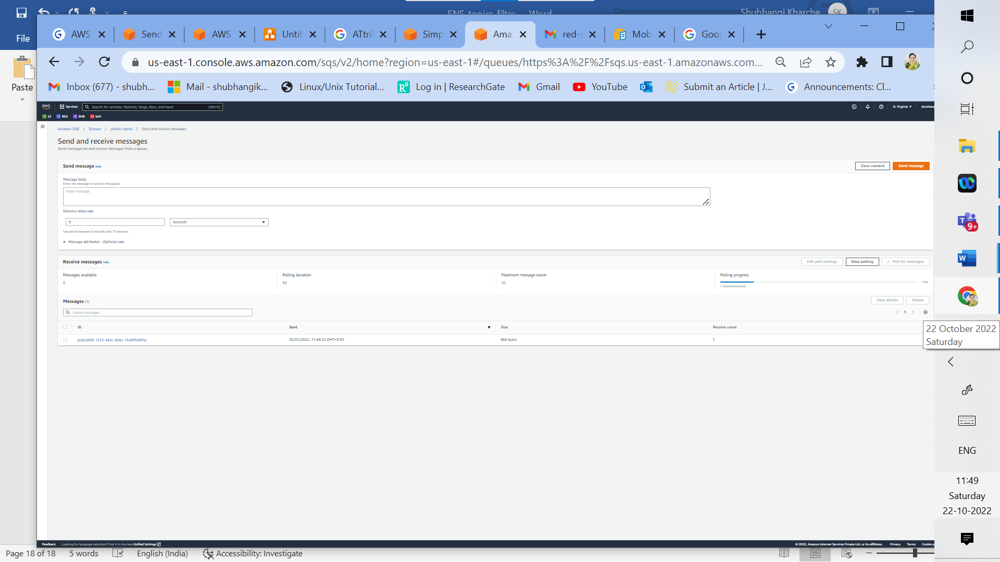 SNS_topics_filter - Word
Shubhangi Kharche
SK
File
Paste
AWS
Send
AWS
Untit
ATtril
Simp
Ama
red-s
Mob
Goog
us-east-1.console.aws.amazon.com/sqs/v2/home?region=us-east-1#/queues/https%3A%2F%2Fsqs.us-east-1.amazonaws.com...
Inbox (677) - shubh...
Mail - shubhangik...
Linux/Unix Tutorial...
Log in | ResearchGate
Gmail
YouTube
Submit an Article | J...
Announcements: Cl...
aws
Services
Search for services, features, blogs, docs, and more
[Alt+S]
N. Virginia
shubhang
S3
RDS
EMR
IAM
Amazon SQS > Queues > yellow-signal > Send and receive messages
Send and receive messages
Send messages to and receive messages from a queue.
Send message Info
Clear content
Send message
Message body
Enter the message to send to the queue.
Enter message
Delivery delay Info
0
Seconds
Should be between 0 seconds and 15 minutes.
Message attributes - Optional Info
Receive messages Info
Edit poll settings
Stop polling
Poll for messages
Messages available
0
Polling duration
30
Maximum message count
10
Polling progress
17%
1 receives/second
Messages (1)
View details
Delete
Search messages
1
ID
Sent
Size
Receive count
dcbb2998-1272-434c-8d9e-1540f9d9ffac
10/22/2022, 11:49:22 GMT+5:30
968 bytes
1
Feedback
Looking for language selection? Find it in the new Unified Settings
© 2022, Amazon Internet Services Private Ltd. or its affiliates.
Privacy
Terms
Cookie p
Page 18 of 18
5 words
English (India)
Accessibility: Investigate
9+
22 October 2022
Saturday
ENG
11:49
Saturday
22-10-2022